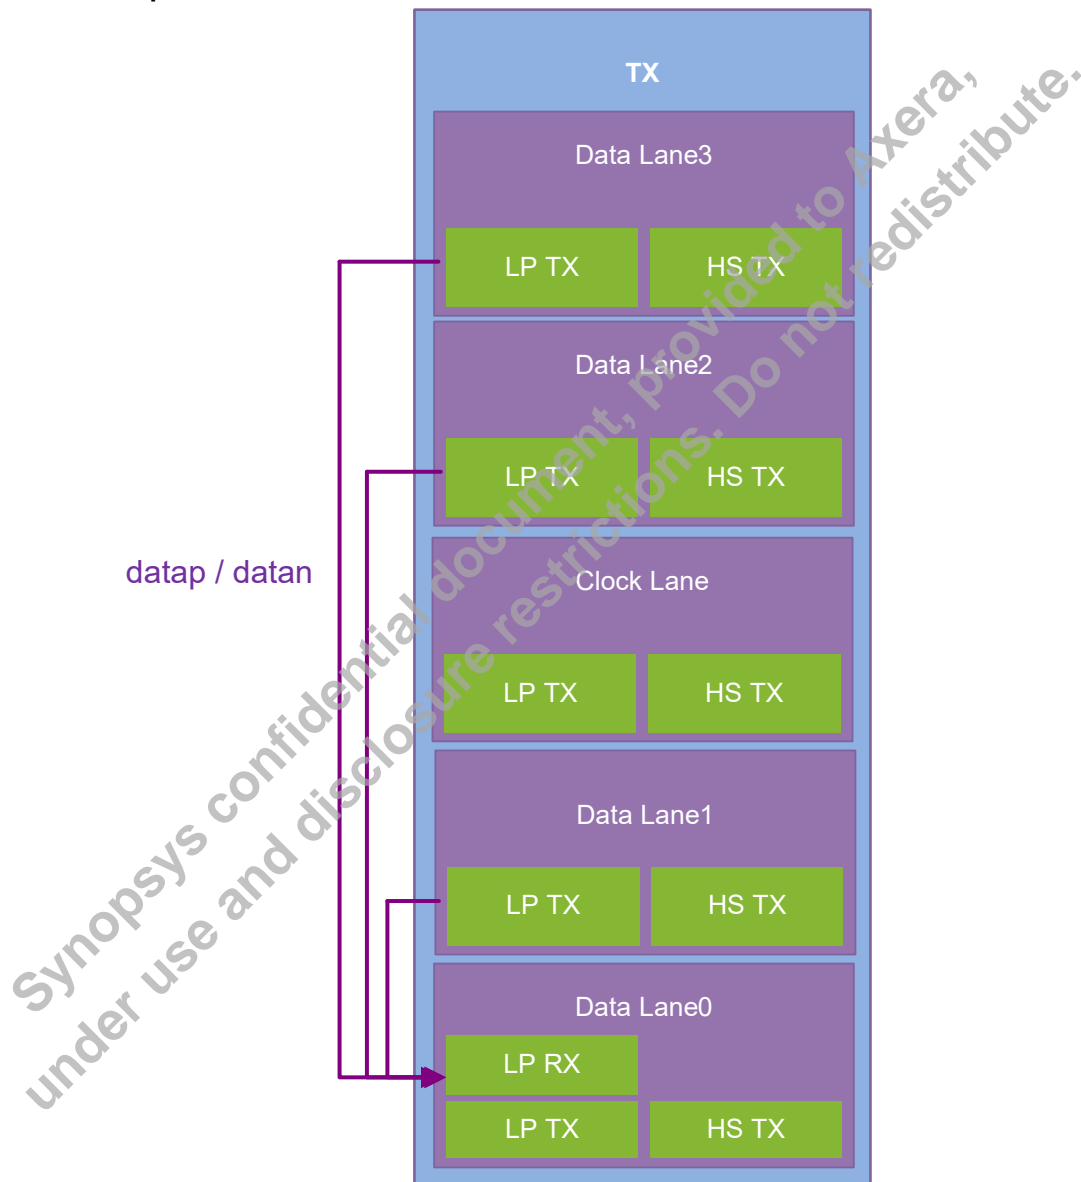 TX
Data Lane3
LP TX
HS TX
Data Lane2
LP TX
HS TX
datap / datan
Clock Lane
LP TX
HS TX
Data Lane1
LP TX
HS TX
Data Lane0
LP RX
LP TX
HS TX
Synopsys confidential document, provided to Axera,
under use and disclosure restrictions. Do not redistribute.